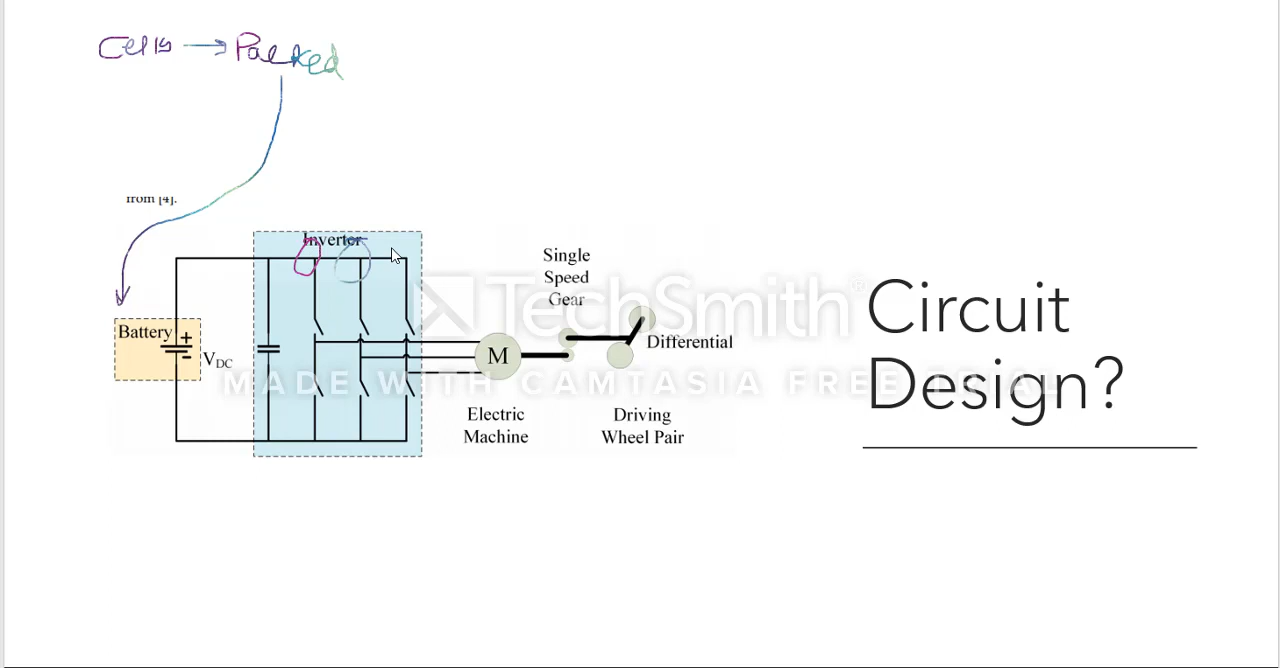 Cells → Packed
from [4].
Inverter
Battery
+
VDC
Single
Speed
Gear
M
Differential
Electric
Machine
Driving
Wheel Pair
Circuit
Design?
TechSmith®
MADE WITH CAMTASIA FREE TRIAL